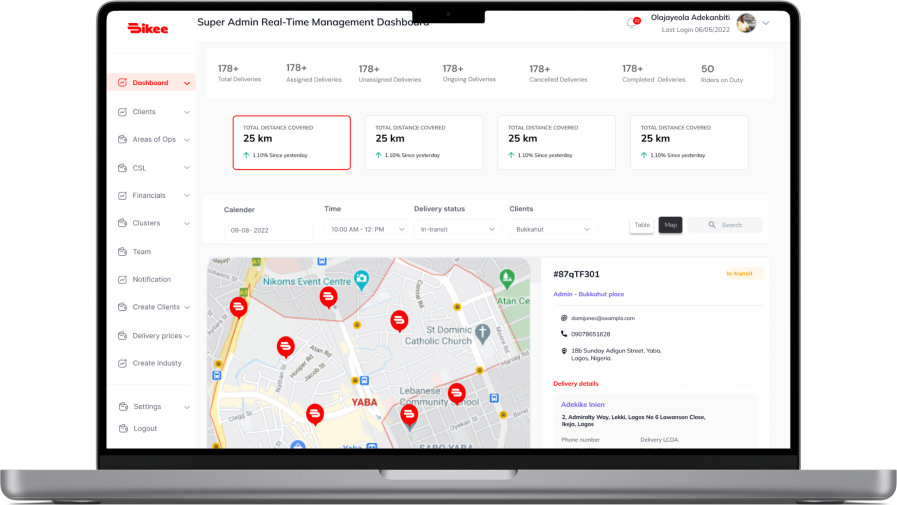 Bikee
Super Admin Real-Time Management Dashboard
Olajayeola Adekanbiti
Last Login 06/05/2022
178+
Total Deliveries
178+
Assigned Deliveries
178+
Unassigned Deliveries
178+
Ongoing Deliveries
178+
Cancelled Deliveries
178+
Completed Deliveries
50
Riders on Duty
Dashboard
Clients
Areas of Ops
CSL
Financials
Clusters
Team
Notification
Create Clients
Delivery prices
Create Industy
Settings
Logout
TOTAL DISTANCE COVERED
25 km
1.10% Since yesterday
TOTAL DISTANCE COVERED
25 km
1.10% Since yesterday
TOTAL DISTANCE COVERED
25 km
1.10% Since yesterday
TOTAL DISTANCE COVERED
25 km
1.10% Since yesterday
Calender
09-08- 2022
Time
10:00 AM - 12: PM
Delivery status
In-transit
Clients
Bukkahut
Table
Map
Search
Nikoms Event Centre
Atan Ce
St Dominic
Catholic Church
Atan Rd
Hooper Rd
Jacob St
Harvey Rd
Lebanese
Community School
YABA
SABO YABA
#87qTF301
In-transit
Admin - Bukkahut place
damijones@example.com
09078651628
18b Sunday Adigun Street, Yaba,
Lagos, Nigeria.
Delivery details
Adekike Inien
2, Admiralty Way, Lekki, Lagos No 6 Lawanson Close,
Ikeja, Lagos
Phone number
Delivery LCDA